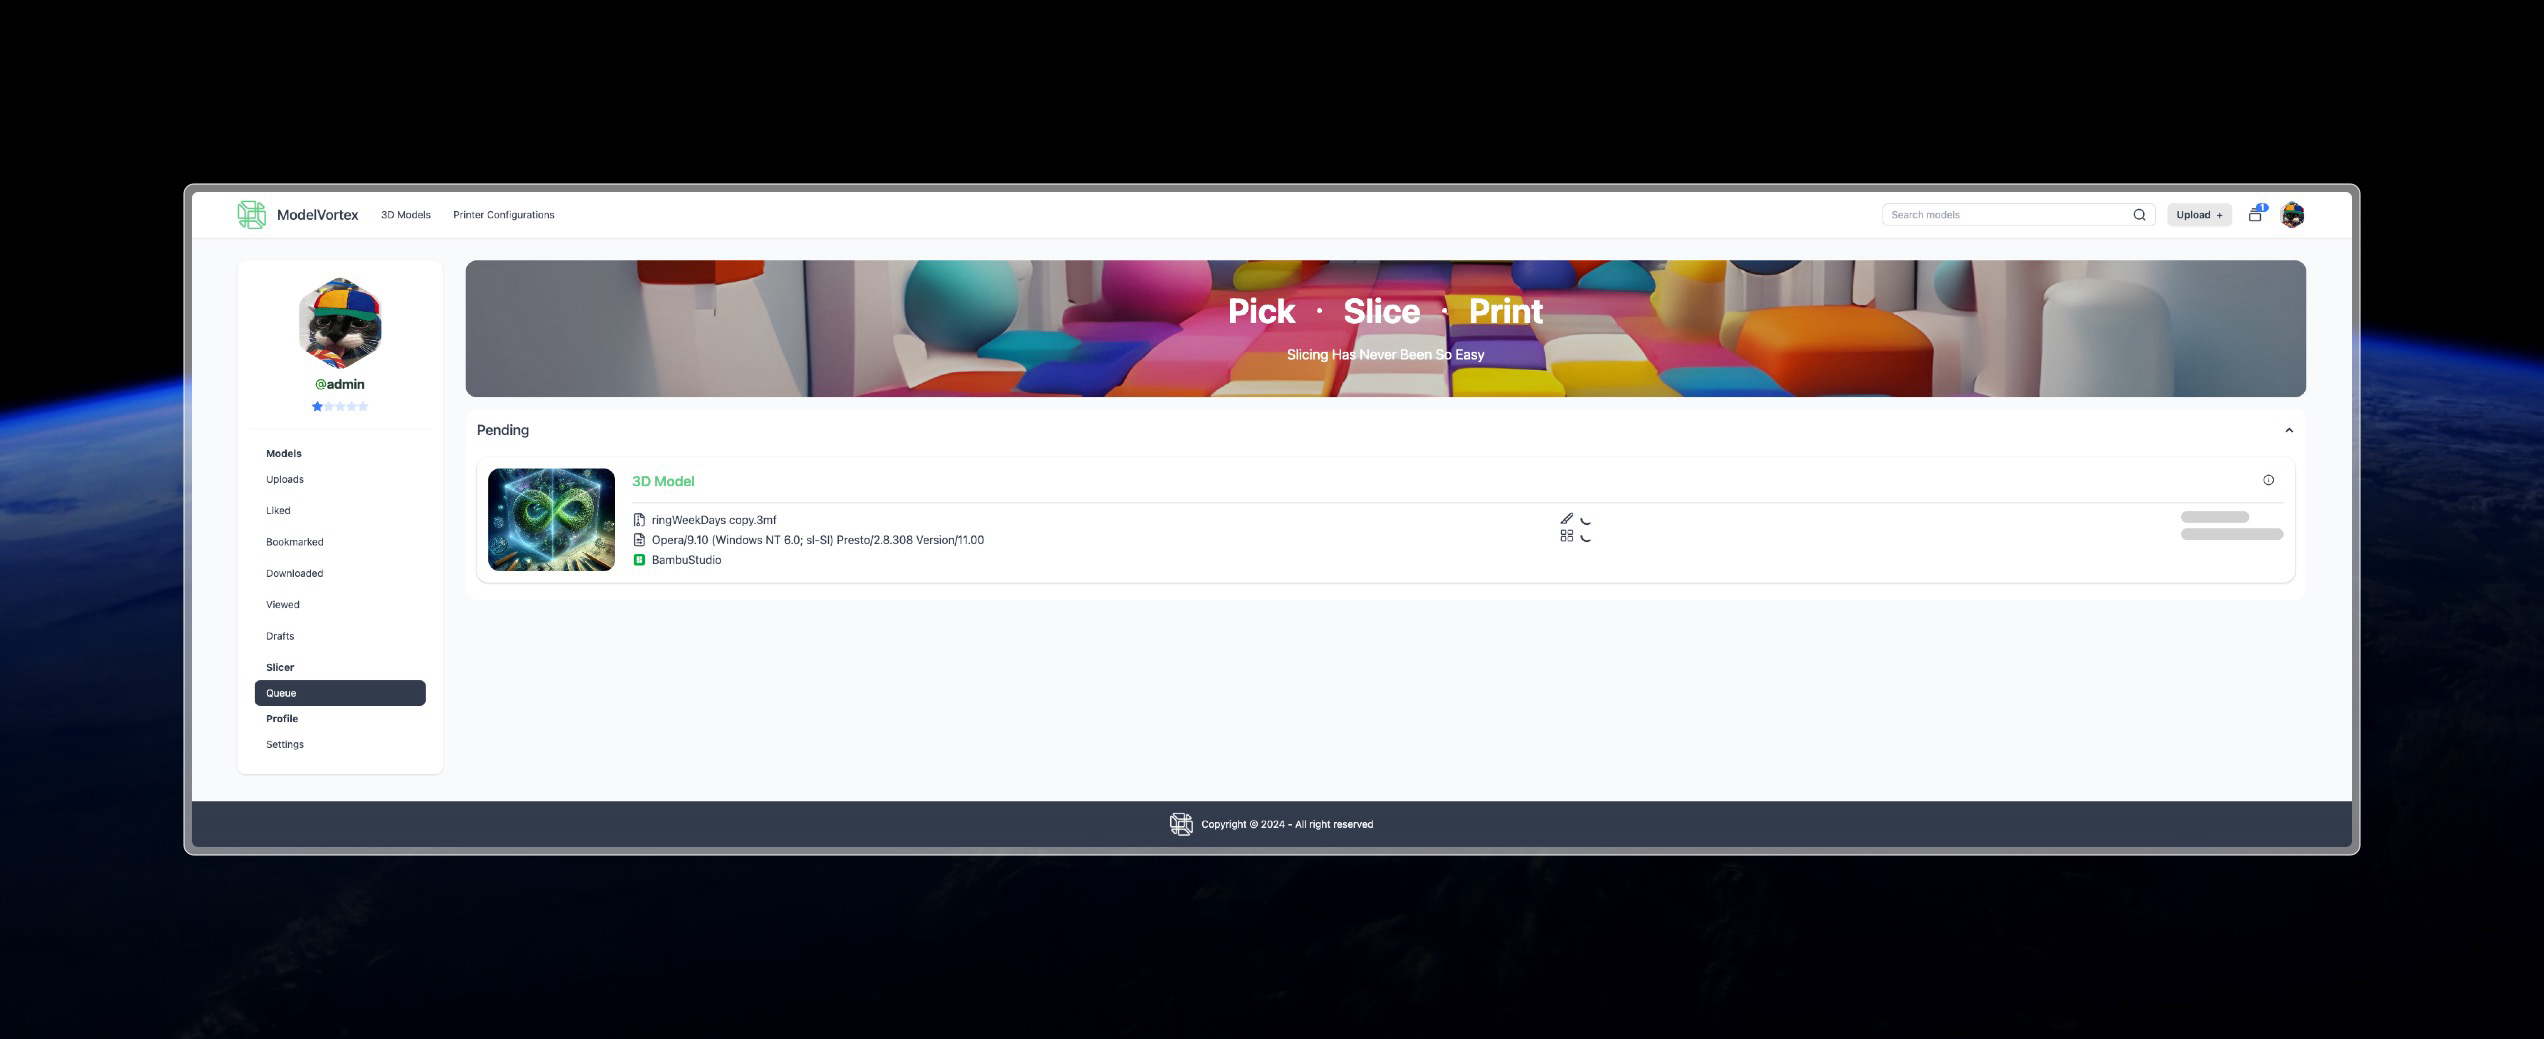 ModelVortex
3D Models
Printer Configurations
Search models
Upload +
1
@admin
Models
Uploads
Liked
Bookmarked
Downloaded
Viewed
Drafts
Slicer
Queue
Profile
Settings
Pick · Slice · Print
Slicing Has Never Been So Easy
Pending
3D Model
ringWeekDays copy.3mf
Opera/9.10 (Windows NT 6.0; sl-SI) Presto/2.8.308 Version/11.00
BambuStudio
Copyright © 2024 - All right reserved